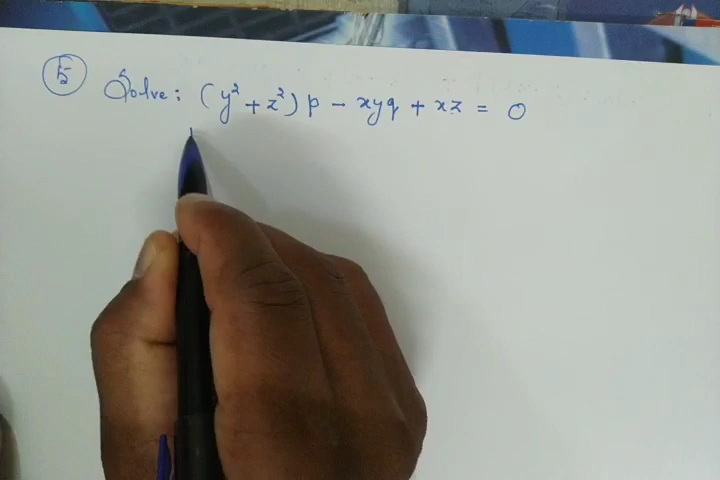 5 Solve: (y² + z²) p - xyq + xz = 0